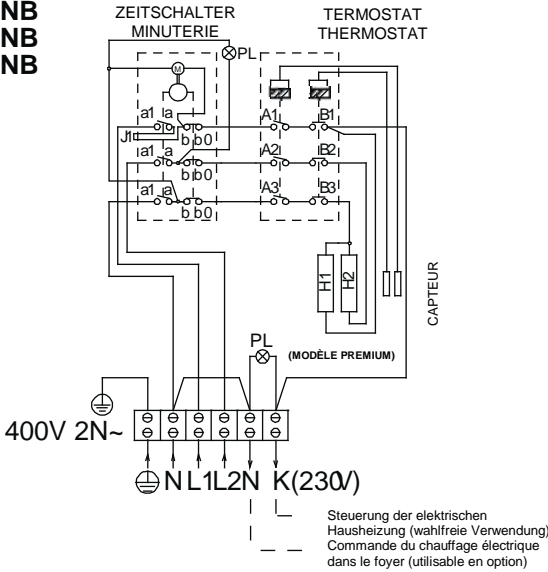 NB
NB
NB
ZEITSCHALTER
MINUTERIE
TERMOSTAT
THERMOSTAT
PL
M
a1 a
A1
B1
J1
b b0
a1 a
A2
B2
b b0
a1 a
A3
B3
b b0
H1
H2
CAPTEUR
PL
(MODÈLE PREMIUM)
400V 2N~
N L1 L2 N K(230V)
Steuerung der elektrischen
Hausheizung (wahlfreie Verwendung)
Commande du chauffage électrique
dans le foyer (utilisable en option)